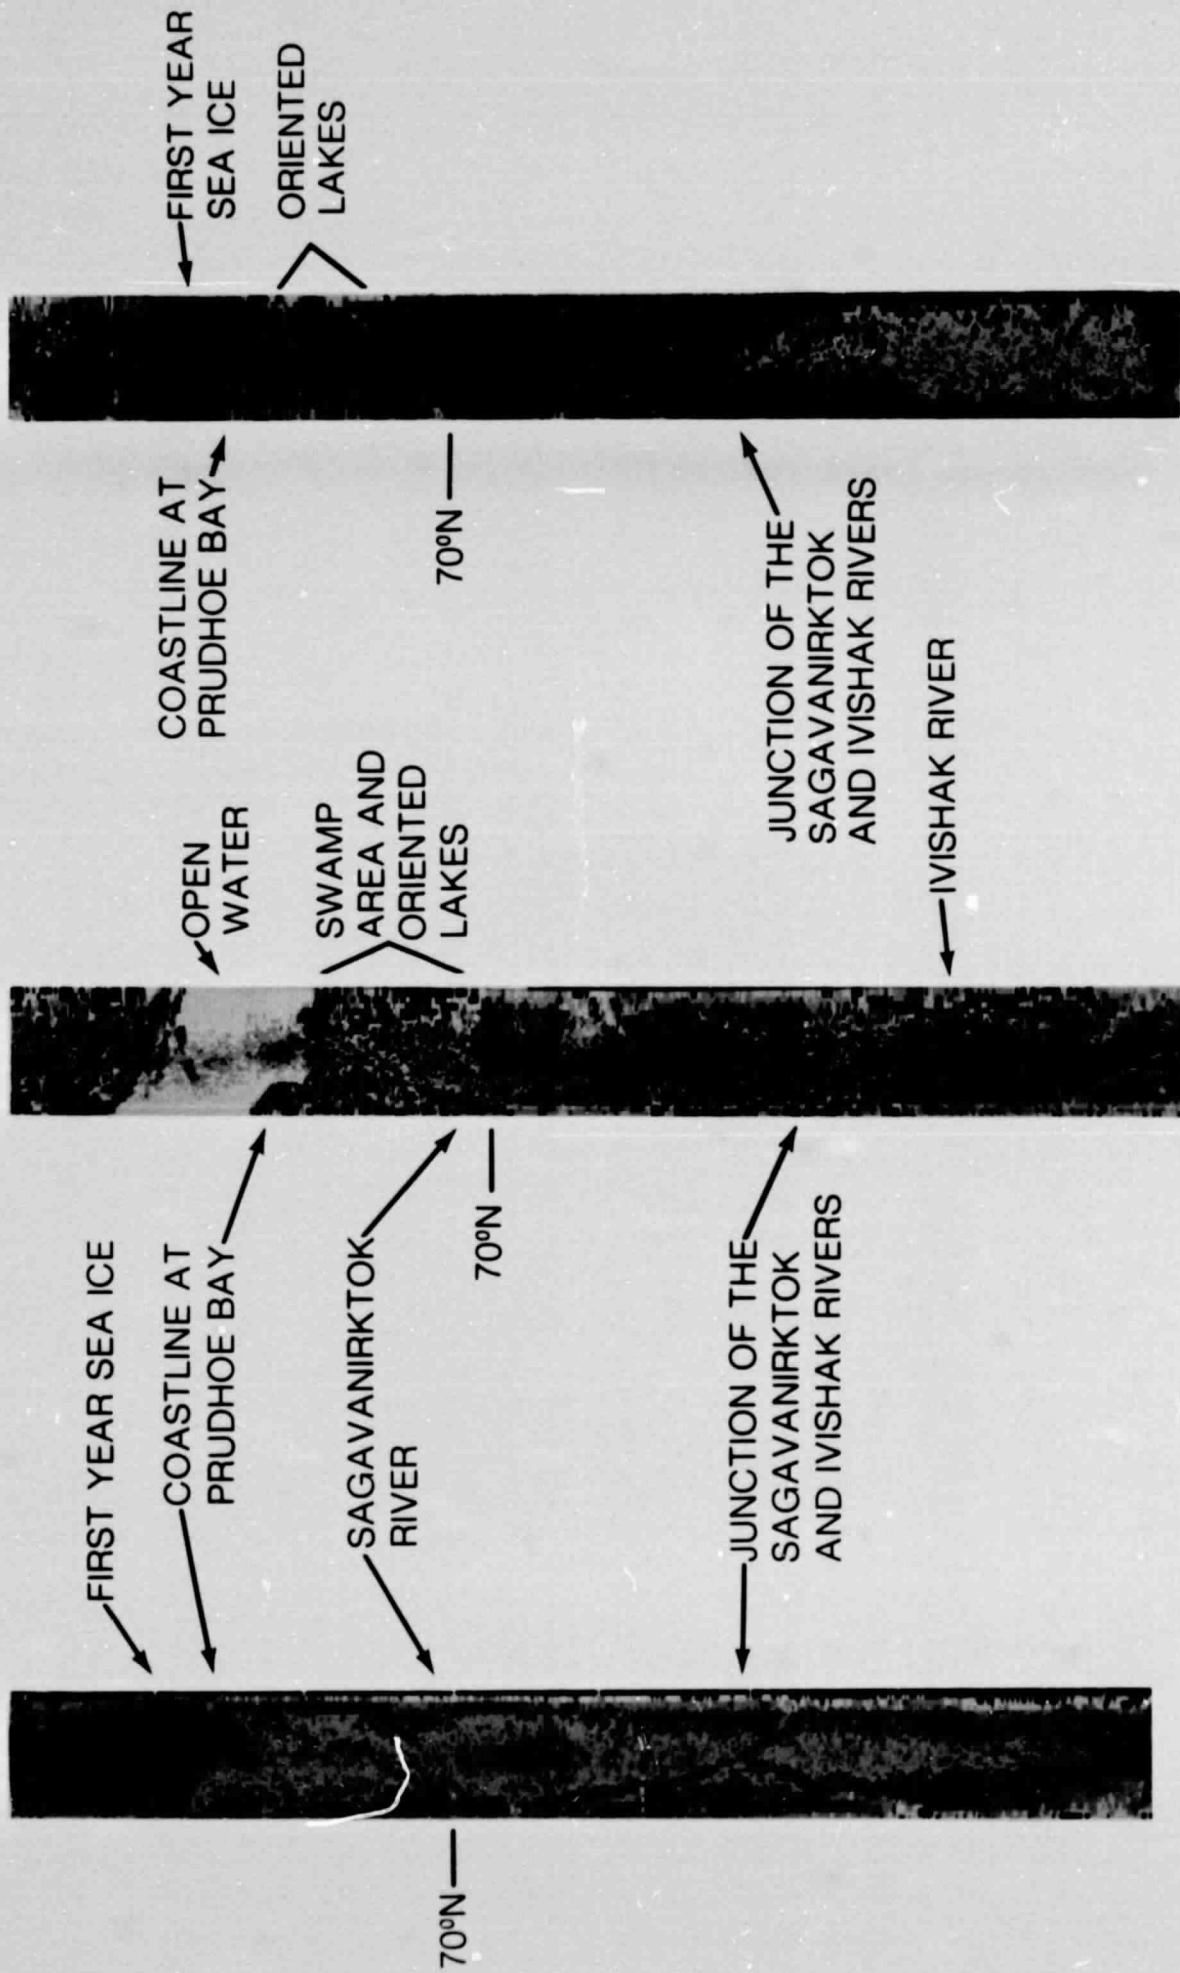 70ºN
FIRST YEAR SEA ICE
COASTLINE AT
PRUDHOE BAY
SAGAVANIRKTOK
RIVER
70ºN
JUNCTION OF THE
SAGAVANIRKTOK
AND IVISHAK RIVERS
OPEN
WATER
SWAMP
AREA AND
ORIENTED
LAKES
IVISHAK RIVER
COASTLINE AT
PRUDHOE BAY
70ºN
JUNCTION OF THE
SAGAVANIRKTOK
AND IVISHAK RIVERS
FIRST YEAR
SEA ICE
ORIENTED
LAKES